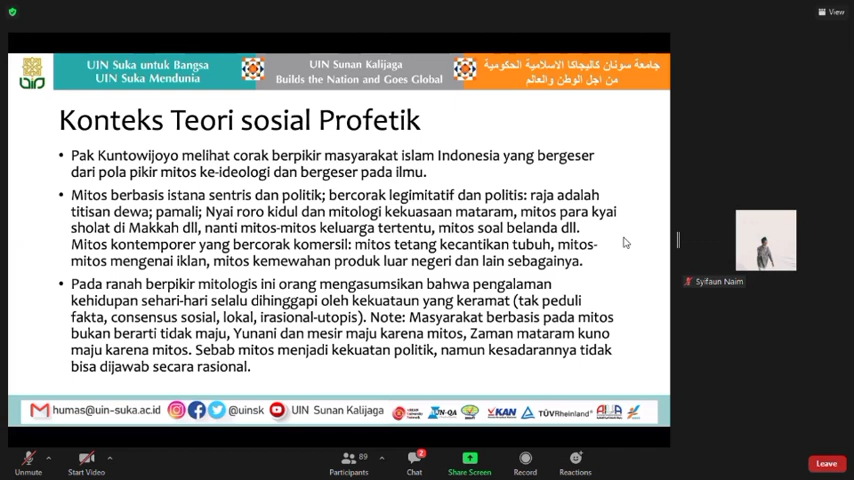 View
UIN Suka untuk Bangsa
UIN Suka Mendunia
UIN Sunan Kalijaga
Builds the Nation and Goes Global
جامعة سونان كاليجاكا الاسلامية الحكومية
من اجل الوطن والعالم
Konteks Teori sosial Profetik
• Pak Kuntowijoyo melihat corak berpikir masyarakat islam Indonesia yang bergeser
dari pola pikir mitos ke-ideologi dan bergeser pada ilmu.
• Mitos berbasis istana sentris dan politik; bercorak legimitatif dan politis: raja adalah
titisan dewa; pamali; Nyai roro kidul dan mitologi kekuasaan mataram, mitos para kyai
sholat di Makkah dll, nanti mitos-mitos keluarga tertentu, mitos soal belanda dll.
Mitos kontemporer yang bercorak komersil: mitos tetang kecantikan tubuh, mitos-
mitos mengenai iklan, mitos kemewahan produk luar negeri dan lain sebagainya.
• Pada ranah berpikir mitologis ini orang mengasumsikan bahwa pengalaman
kehidupan sehari-hari selalu dihinggapi oleh kekuataun yang keramat (tak peduli
fakta, consensus sosial, lokal, irasional-utopis). Note: Masyarakat berbasis pada mitos
bukan berarti tidak maju, Yunani dan mesir maju karena mitos, Zaman mataram kuno
maju karena mitos. Sebab mitos menjadi kekuatan politik, namun kesadarannya tidak
bisa dijawab secara rasional.
Syifaun Naim
humas@uin-suka.ac.id
@uinsk
UIN Sunan Kalijaga
KAN
TÜVRheinland
Unmute
Start Video
89
Participants
2
Chat
Share Screen
Record
Reactions
Leave